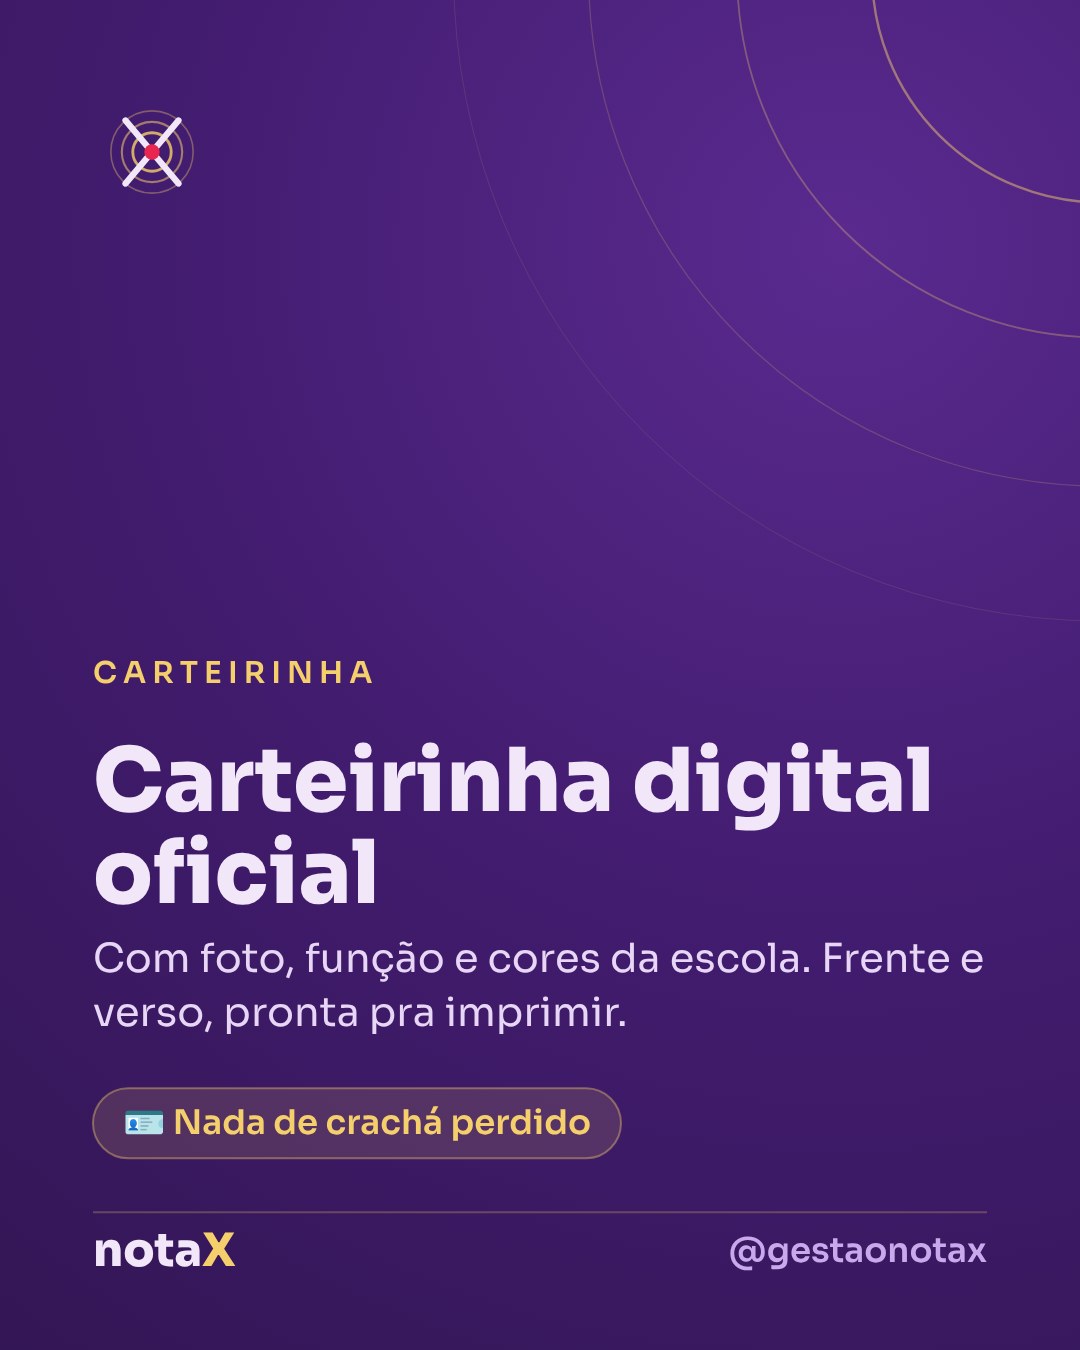 CARTEIRINHA
Carteirinha digital
oficial
Com foto, função e cores da escola. Frente e
verso, pronta pra imprimir.
🪪 Nada de crachá perdido
notaX
@gestaonotax